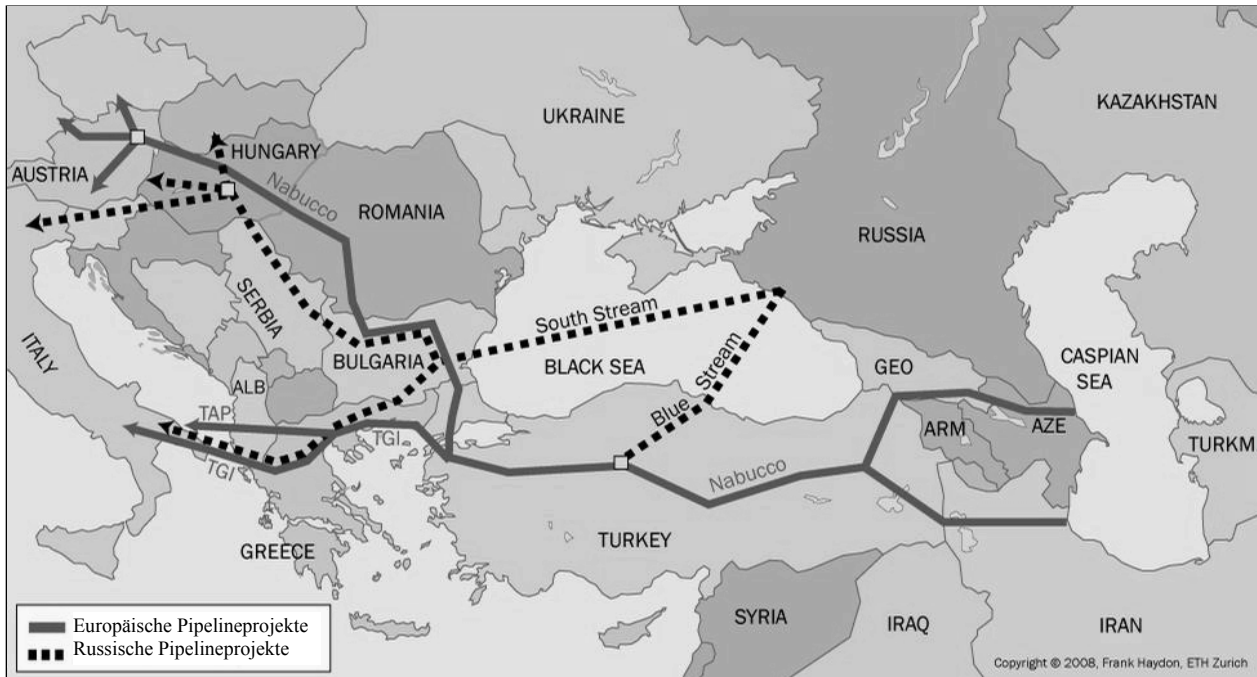 UKRAINE
KAZAKHSTAN
HUNGARY
AUSTRIA
Nabucco
ROMANIA
RUSSIA
SERBIA
South Stream
ITALY
BULGARIA
BLACK SEA
Blue Stream
GEO
CASPIAN
SEA
ALB
TAP
TGI
ARM
AZE
TURKM
TGI
Nabucco
GREECE
TURKEY
SYRIA
IRAQ
IRAN
Europäische Pipelineprojekte
Russische Pipelineprojekte
Copyright © 2008, Frank Haydon, ETH Zurich